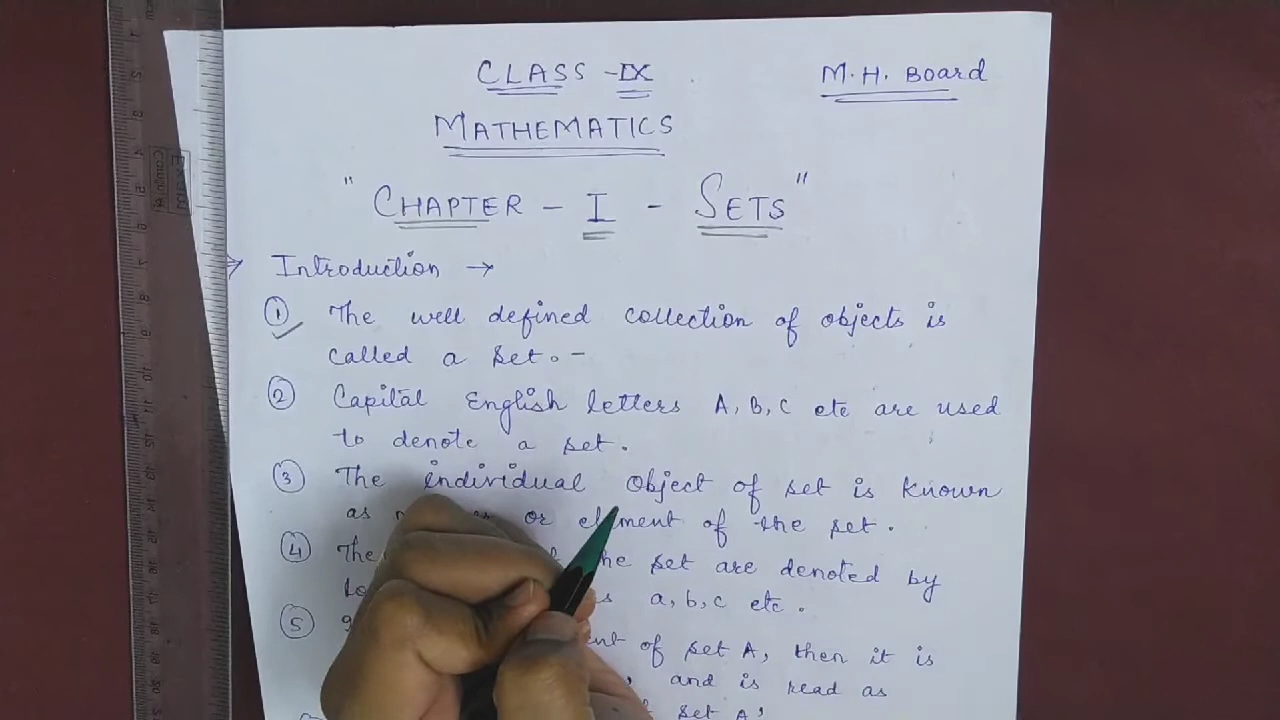 CLASS - IX
M.H. BOARD
MATHEMATICS
"CHAPTER - I - SETS"
Introduction →
① The well defined collection of objects is
called a set. -
② Capital English letters A, B, C etc are used
to denote a set.
③ The individual object of set is known
as or element of the set.
④ The the set are denoted by
a, b, c etc.
⑤ of set A, then it is
, and is read as
set A'